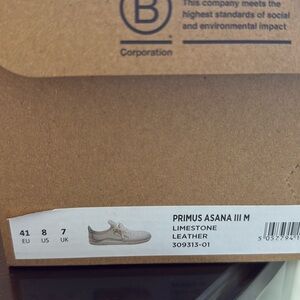 B
Corporation
This company meets the
highest standards of social
and environmental impact
41 8 7
EU US UK
PRIMUS ASANA III M
LIMESTONE
LEATHER
309313-01